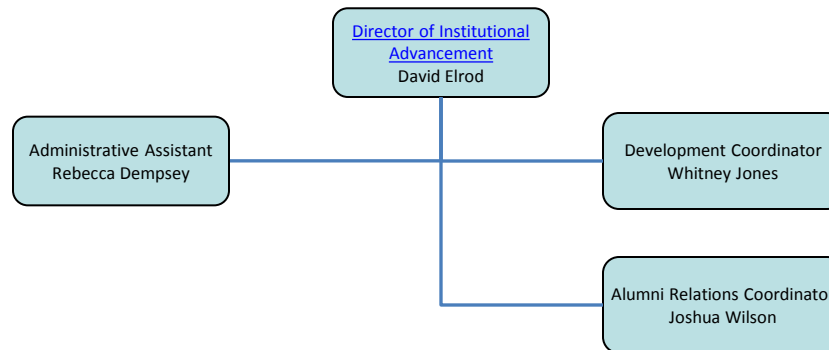 Director of Institutional
Advancement
David Elrod
Administrative Assistant
Rebecca Dempsey
Development Coordinator
Whitney Jones
Alumni Relations Coordinato
Joshua Wilson